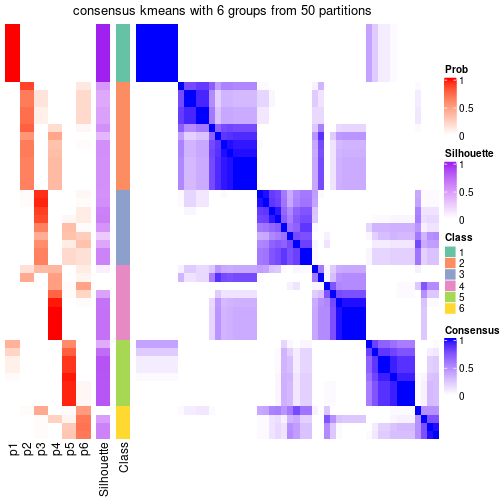 consensus kmeans with 6 groups from 50 partitions
Prob
1
0.5
0
Silhouette
1
0.5
0
Class
1
2
3
4
5
6
Consensus
1
0.5
0
p1
p2
p3
p4
p5
p6
Silhouette
Class